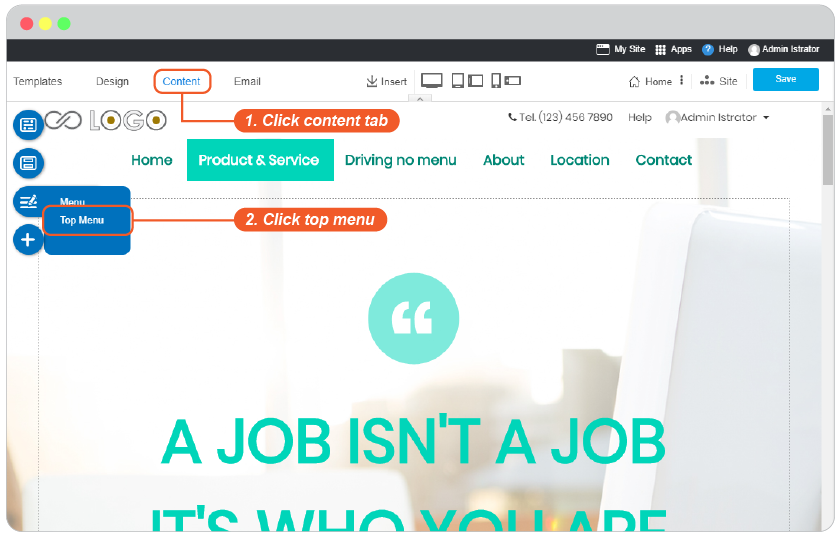 My Site Apps ? Help Admin Istrator
Templates Design Content Email Insert Home Site Save
LOGO Tel. (123) 456 7890 Help Admin Istrator
1. Click content tab
Home Product & Service Driving no menu About Location Contact
Menu
Top Menu
2. Click top menu
A JOB ISN'T A JOB
IT'S WHO YOU ARE